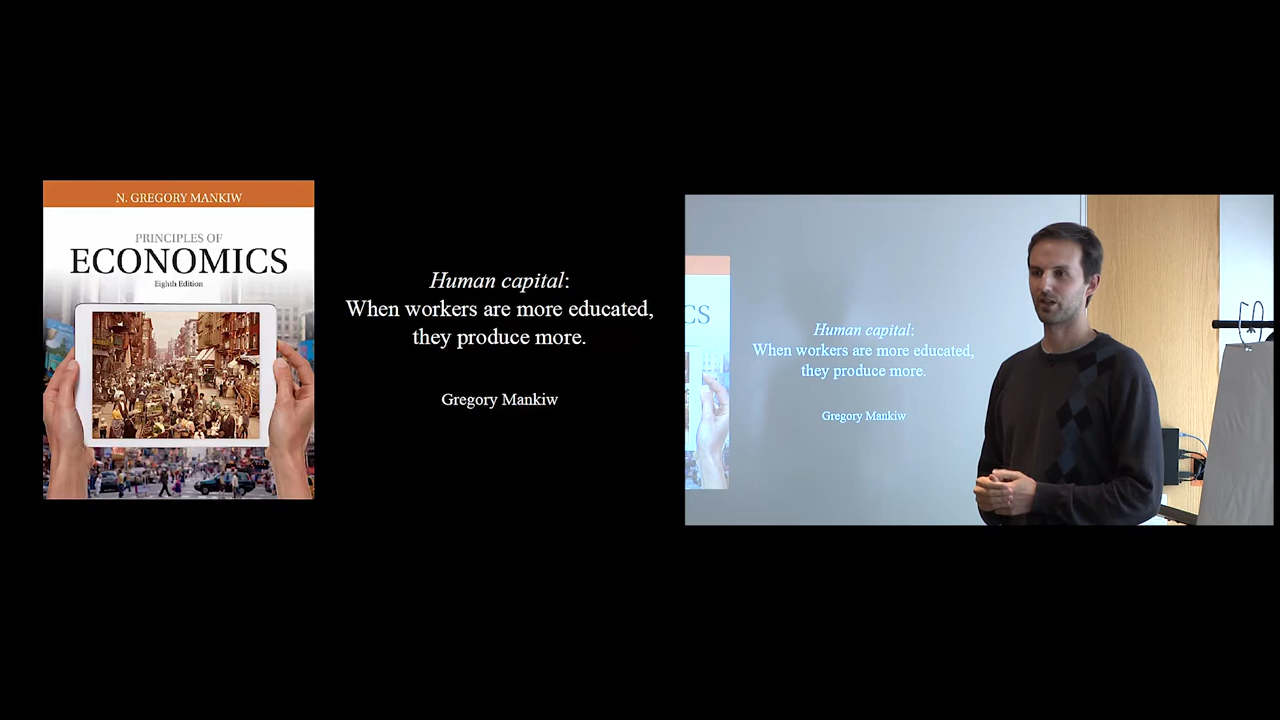 N. GREGORY MANKIW
PRINCIPLES OF
ECONOMICS
Eighth Edition
Human capital:
When workers are more educated,
they produce more.
Gregory Mankiw
CS
Human capital:
When workers are more educated,
they produce more.
Gregory Mankiw